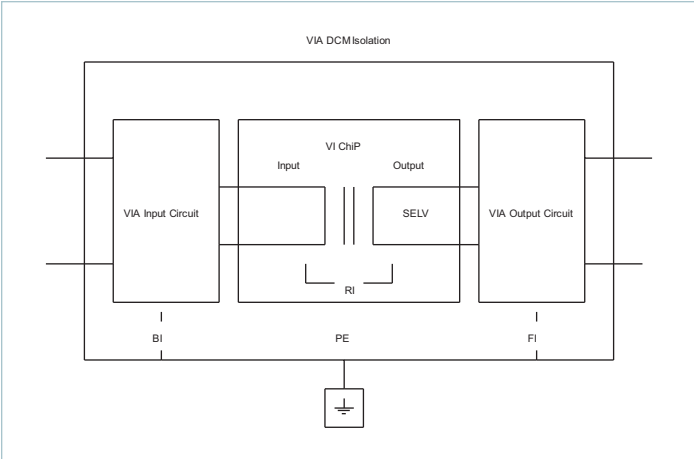 VIA DCM Isolation
VI ChiP
Input
Output
VIA Input Circuit
SELV
VIA Output Circuit
RI
BI
PE
FI